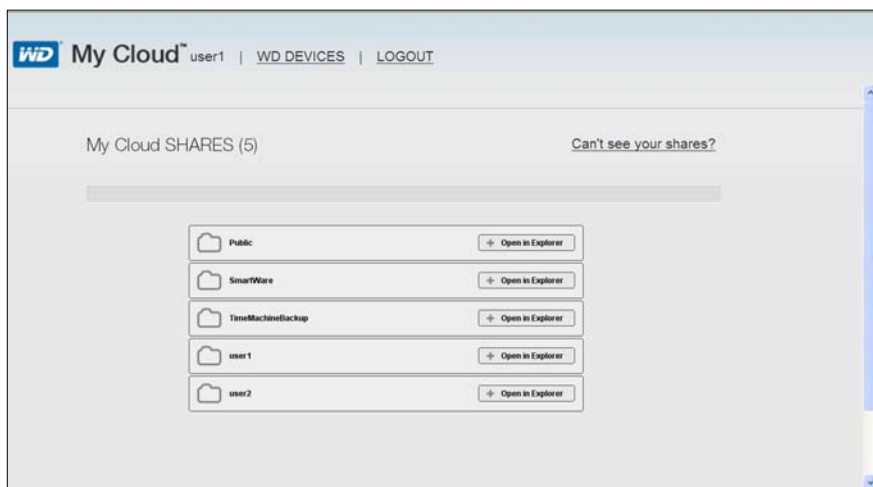 WD My Cloud™ user1 | WD DEVICES | LOGOUT
My Cloud SHARES (5) Can't see your shares?
Public + Open in Explorer
SmartWare + Open in Explorer
TimeMachineBackup + Open in Explorer
user1 + Open in Explorer
user2 + Open in Explorer